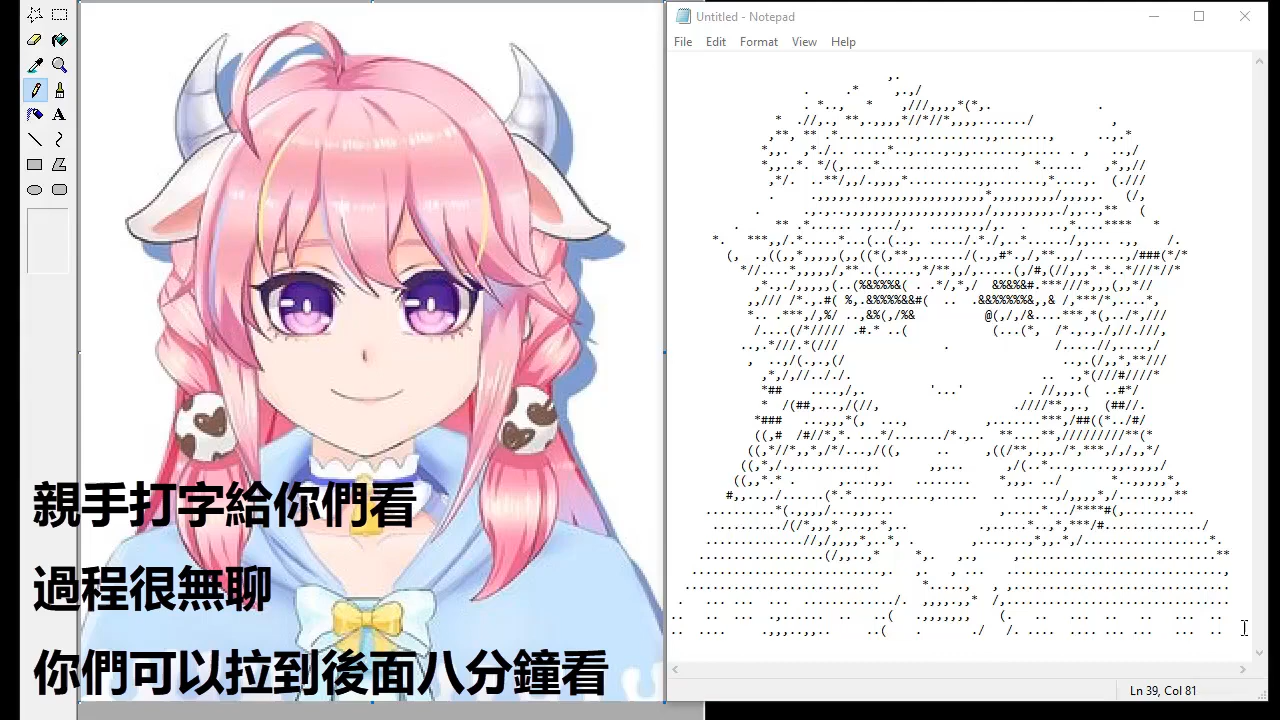 Untitled - Notepad
File Edit Format View Help
親手打字給你們看
過程很無聊
你們可以拉到後面八分鐘看
Ln 39, Col 81